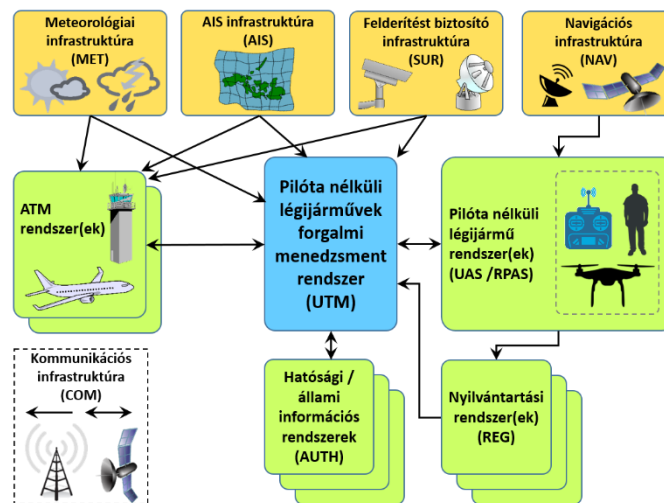 Meteorológiai
infrastruktúra
(MET)
AIS infrastruktúra
(AIS)
Felderítést biztosító
infrastruktúra
(SUR)
Navigációs
infrastruktúra
(NAV)
ATM
rendszer(ek)
Pilóta nélküli
légijárművek
forgalmi
menedzsment
rendszer
(UTM)
Pilóta nélküli
légijármű
rendszer(ek)
(UAS /RPAS)
Kommunikációs
infrastruktúra
(COM)
Hatósági /
állami
információs
rendszerek
(AUTH)
Nyilvántartási
rendszer(ek)
(REG)